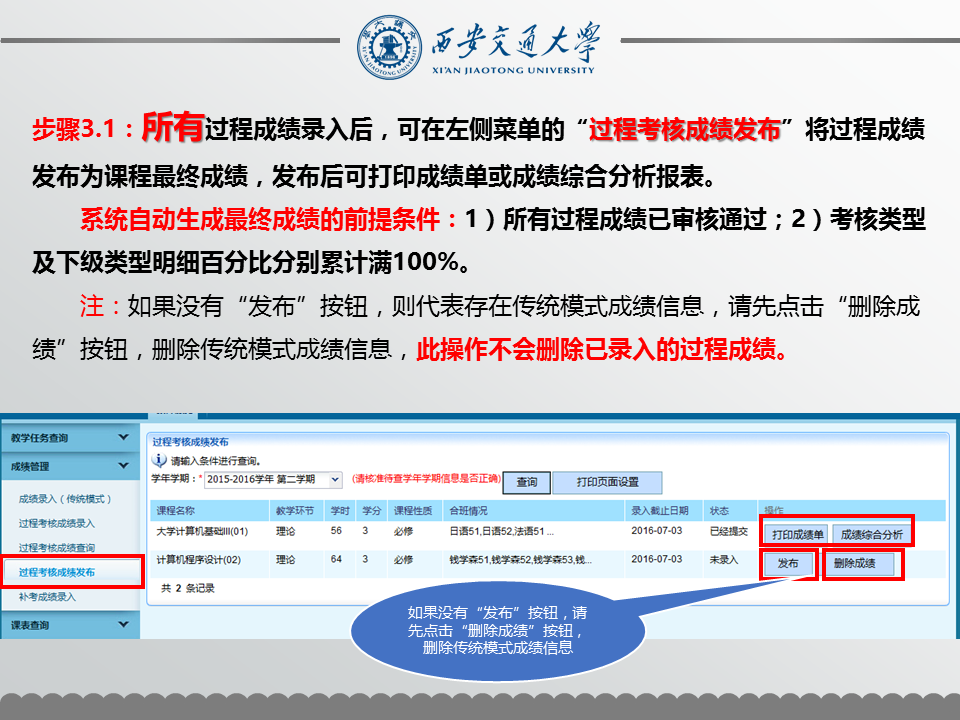 西安交通大学
XI'AN JIAOTONG UNIVERSITY
步骤3.1：所有过程成绩录入后，可在左侧菜单的“过程考核成绩发布”将过程成绩
发布为课程最终成绩，发布后可打印成绩单或成绩综合分析报表。
系统自动生成最终成绩的前提条件：1）所有过程成绩已审核通过；2）考核类型
及下级类型明细百分比分别累计满100%。
注：如果没有“发布”按钮，则代表存在传统模式成绩信息，请先点击“删除成
绩”按钮，删除传统模式成绩信息，此操作不会删除已录入的过程成绩。
教学任务查询
成绩管理
成绩录入（传统模式）
过程考核成绩录入
过程考核成绩查询
过程考核成绩发布
补考成绩录入
课表查询
过程考核成绩发布
请输入条件进行查询。
学年学期：* 2015-2016学年 第二学期 (请核准待查学年学期信息是否正确) 查询 打印页面设置
课程名称 教学环节 学时 学分 课程性质 合班情况 录入截止日期 状态 操作
大学计算机基础III(01) 理论 56 3 必修 日语51,日语52,法语51... 2016-07-03 已经提交 打印成绩单 成绩综合分析
计算机程序设计(02) 理论 64 3 必修 钱学森51,钱学森52,钱学森53,钱... 2016-07-03 未录入 发布 删除成绩
共 2 条记录
如果没有“发布”按钮，请
先点击“删除成绩”按钮，
删除传统模式成绩信息